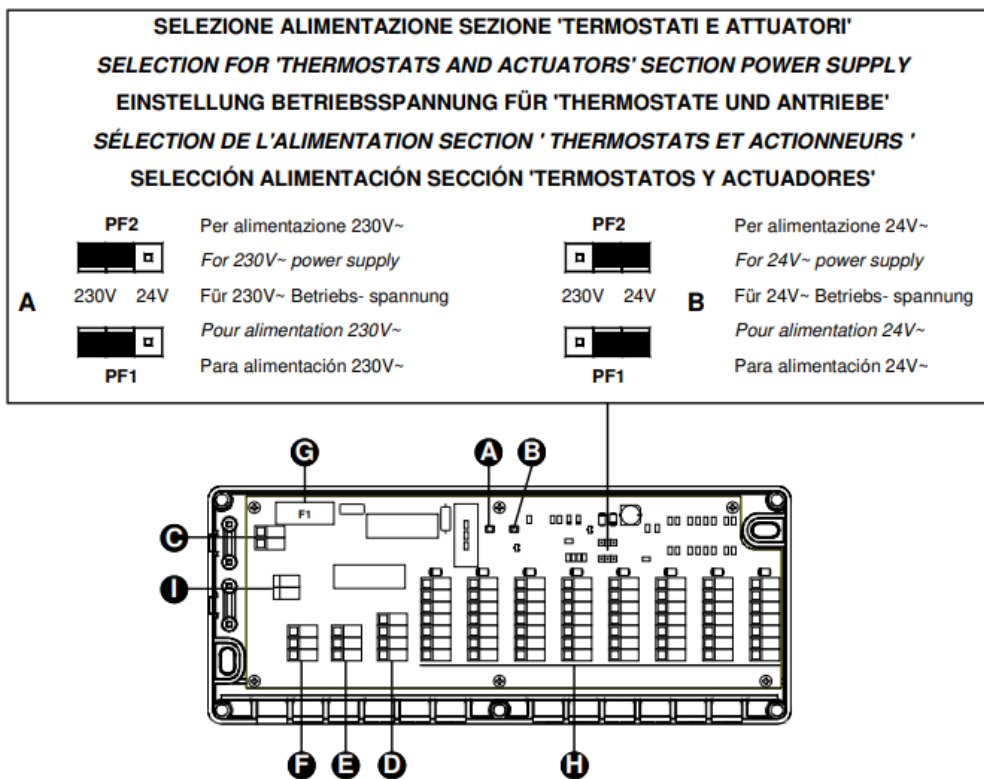 SELEZIONE ALIMENTAZIONE SEZIONE 'TERMOSTATI E ATTUATORI'
SELECTION FOR 'THERMOSTATS AND ACTUATORS' SECTION POWER SUPPLY
EINSTELLUNG BETRIEBSSPANNUNG FÜR 'THERMOSTATE UND ANTRIEBE'
SÉLECTION DE L'ALIMENTATION SECTION ' THERMOSTATS ET ACTIONNEURS '
SELECCIÓN ALIMENTACIÓN SECCIÓN 'TERMOSTATOS Y ACTUADORES'
A
PF2
230V 24V
PF1
Per alimentazione 230V~
For 230V~ power supply
Für 230V~ Betriebs- spannung
Pour alimentation 230V~
Para alimentación 230V~
PF2
230V 24V
PF1
B
Per alimentazione 24V~
For 24V~ power supply
Für 24V~ Betriebs- spannung
Pour alimentation 24V~
Para alimentación 24V~
G
A
B
F1
C
I
F
E
D
H